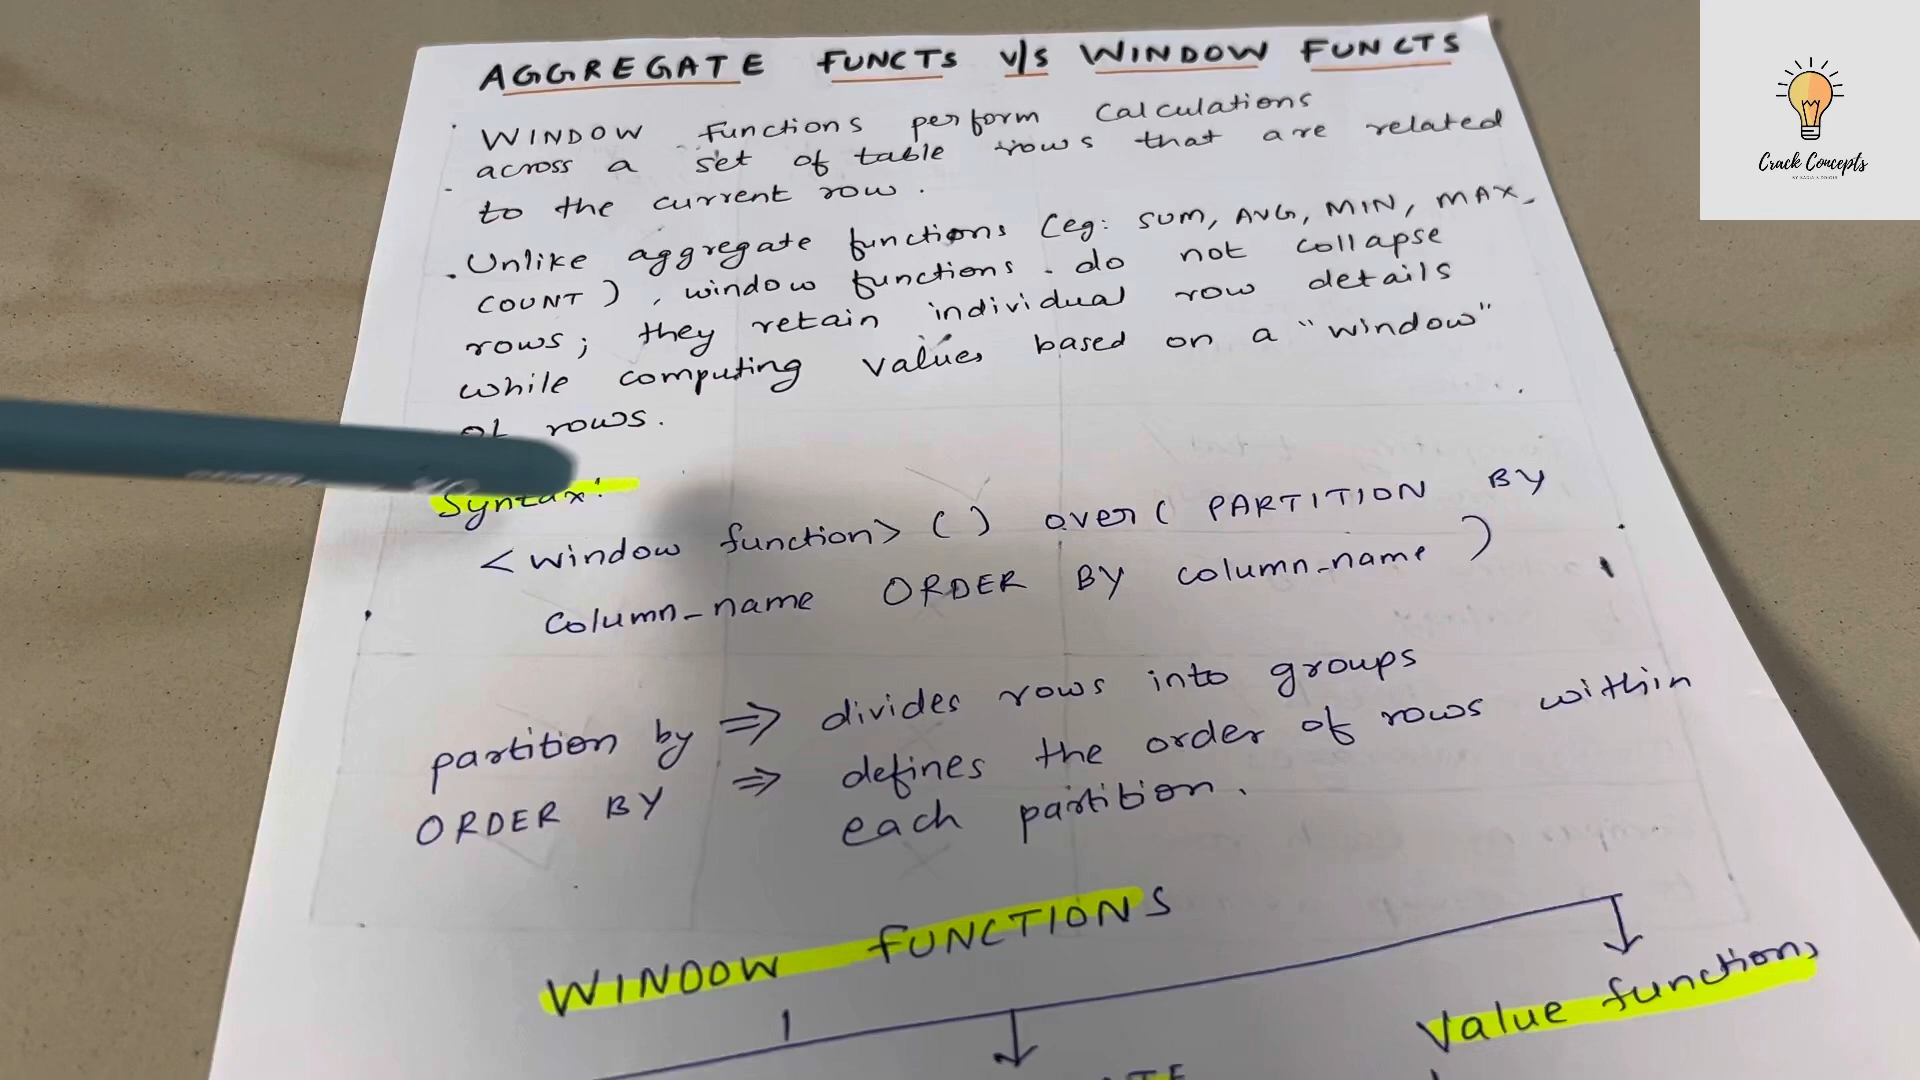 AGGREGATE FUNCTS V/S WINDOW FUNCTS
WINDOW functions perform calculations
across a set of table rows that are related
to the current row.
Unlike aggregate functions (eg: SUM, AVG, MIN, MAX,
COUNT), window functions do not collapse
rows; they retain individual row details
while computing values based on a "window"
of rows.
Syntax:
<window function> ( ) over ( PARTITION BY
column_name ORDER BY column_name )
partition by ⇒ divides rows into groups
ORDER BY ⇒ defines the order of rows within
each partition.
WINDOW FUNCTIONS
Value functions
Crack Concepts